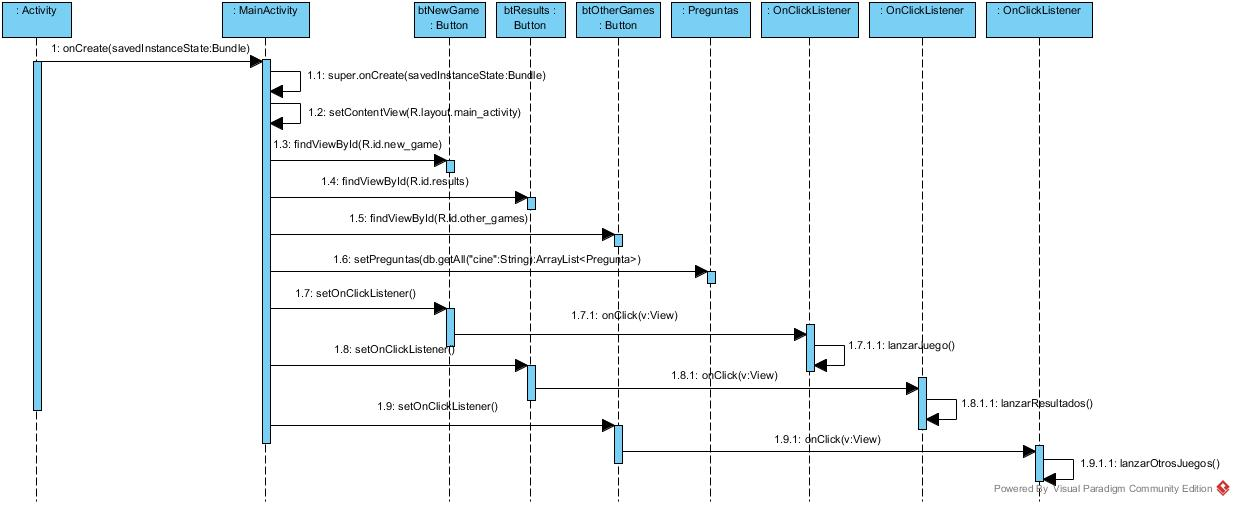 : Activity
: MainActivity
btNewGame
: Button
btResults :
Button
btOtherGames
: Button
: Preguntas
: OnClickListener
: OnClickListener
: OnClickListener
1: onCreate(savedInstanceState:Bundle)
1.1: super.onCreate(savedInstanceState:Bundle)
1.2: setContentView(R.layout.main_activity)
1.3: findViewById(R.id.new_game)
1.4: findViewById(R.id.results)
1.5: findViewById(R.id.other_games)
1.6: setPreguntas(db.getAll("cine":String):ArrayList<Pregunta>)
1.7: setOnClickListener()
1.7.1: onClick(v:View)
1.7.1.1: lanzarJuego()
1.8: setOnClickListener()
1.8.1: onClick(v:View)
1.8.1.1: lanzarResultados()
1.9: setOnClickListener()
1.9.1: onClick(v:View)
1.9.1.1: lanzarOtrosJuegos()
Powered By Visual Paradigm Community Edition